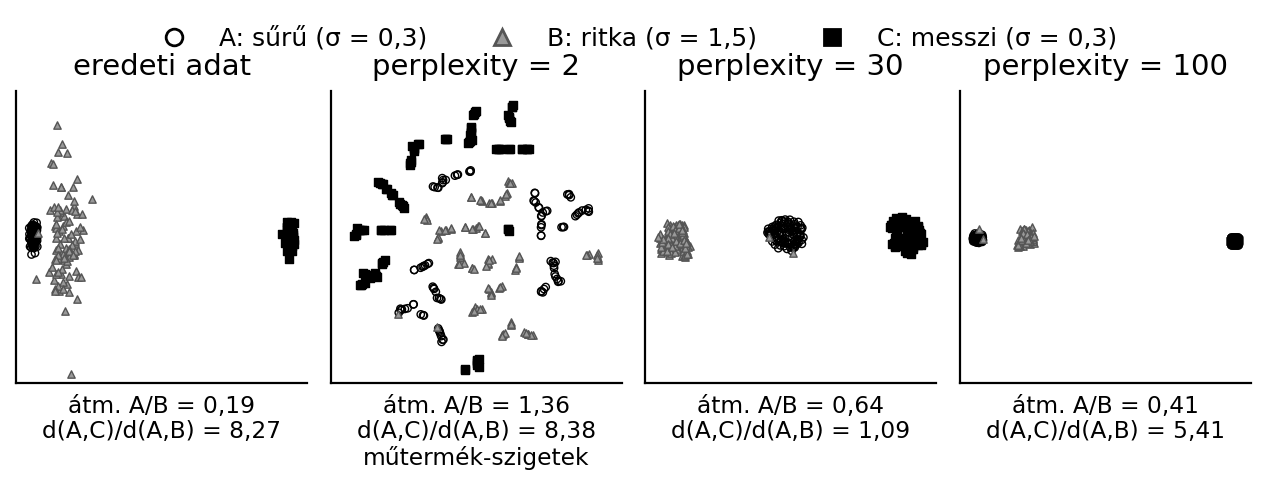 A: sűrű (σ = 0,3) B: ritka (σ = 1,5) C: messzi (σ = 0,3)
eredeti adat
perplexity = 2
perplexity = 30
perplexity = 100
átm. A/B = 0,19
d(A,C)/d(A,B) = 8,27
átm. A/B = 1,36
d(A,C)/d(A,B) = 8,38
műtermék-szigetek
átm. A/B = 0,64
d(A,C)/d(A,B) = 1,09
átm. A/B = 0,41
d(A,C)/d(A,B) = 5,41